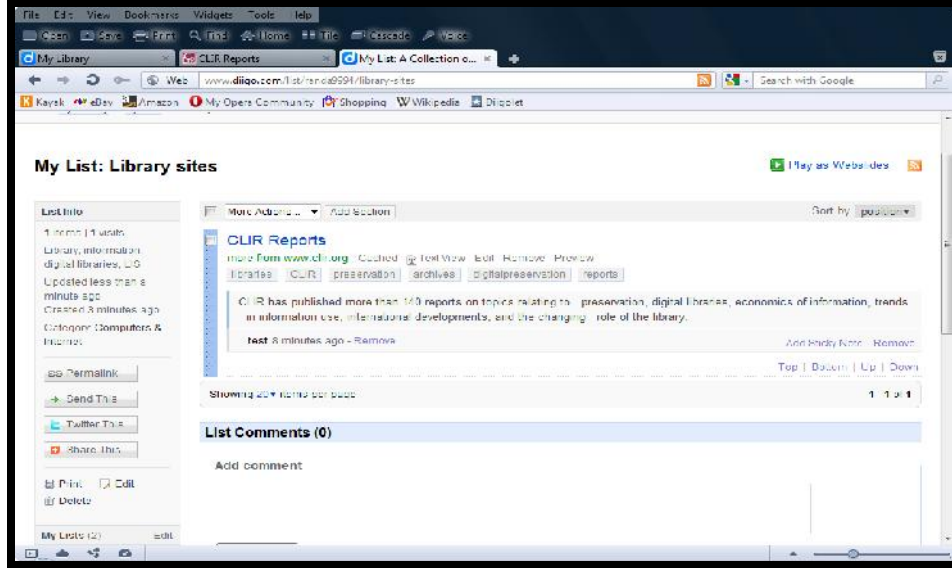 File Edit View Bookmarks Widgets Tools Help
Open Save Print Find Home Tile Cascade Voice
My Library CLIR Reports My List: A Collection o...
Web www.diigo.com/list/randa9994/library-sites Search with Google
Kayak eBay Amazon My Opera Community Shopping Wikipedia Diigolet
My List: Library sites Play as Webslides
List Info More Actions... Add Section Sort by position
1 items | 1 visits CLIR Reports
more from www.clir.org Cached Text View Edit Remove Preview
Library, information, digital libraries, LIS
libraries CLIR preservation archives digitalpreservation reports
Updated less than a minute ago
Created 3 minutes ago
Category: Computers & Internet
CLIR has published more than 140 reports on topics relating to preservation, digital libraries, economics of information, trends
in information use, international developments, and the changing role of the library.
test 8 minutes ago - Remove Add Sticky Note Remove
Top | Bottom | Up | Down
Permalink
Send This Showing 20 items per page 1 1 of 1
Twitter This
List Comments (0)
Share This
Add comment
Print Edit
Delete
My Lists (2) Edit